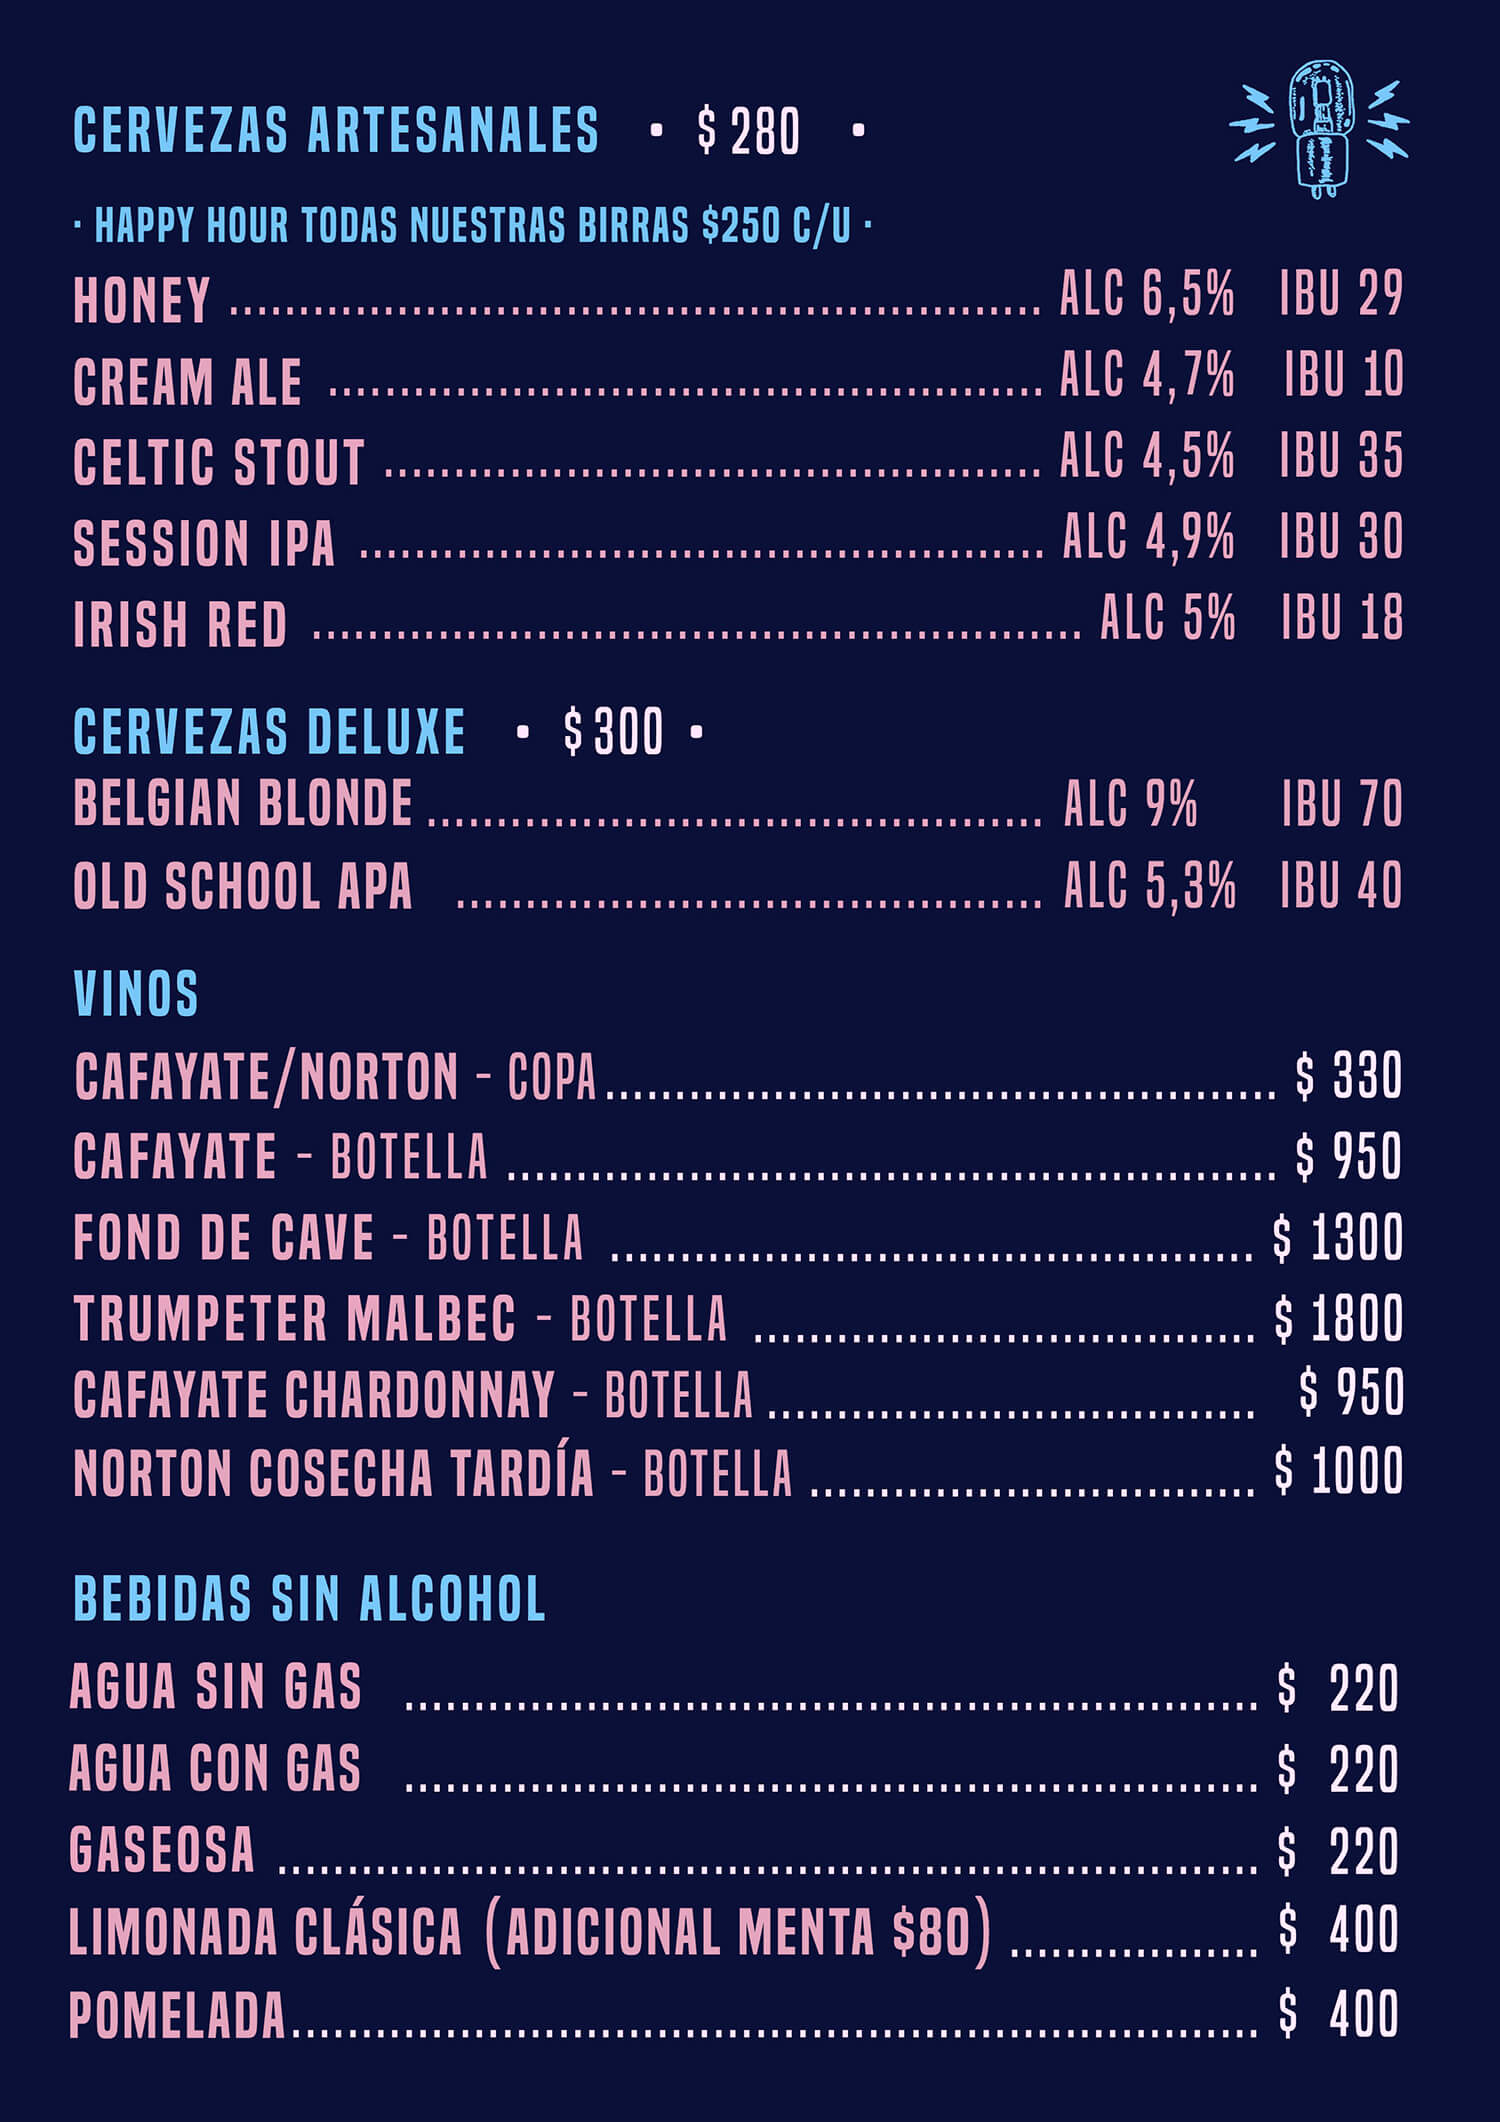 CERVEZAS ARTESANALES • $ 280 •
· HAPPY HOUR TODAS NUESTRAS BIRRAS $250 C/U ·
HONEY ........ ALC 6,5% IBU 29
CREAM ALE ........ ALC 4,7% IBU 10
CELTIC STOUT ........ ALC 4,5% IBU 35
SESSION IPA ........ ALC 4,9% IBU 30
IRISH RED ........ ALC 5% IBU 18
CERVEZAS DELUXE • $ 300 •
BELGIAN BLONDE ........ ALC 9% IBU 70
OLD SCHOOL APA ........ ALC 5,3% IBU 40
VINOS
CAFAYATE/NORTON - COPA ........ $ 330
CAFAYATE - BOTELLA ........ $ 950
FOND DE CAVE - BOTELLA ........ $ 1300
TRUMPETER MALBEC - BOTELLA ........ $ 1800
CAFAYATE CHARDONNAY - BOTELLA ........ $ 950
NORTON COSECHA TARDÍA - BOTELLA ........ $ 1000
BEBIDAS SIN ALCOHOL
AGUA SIN GAS ........ $ 220
AGUA CON GAS ........ $ 220
GASEOSA ........ $ 220
LIMONADA CLÁSICA (ADICIONAL MENTA $80) ........ $ 400
POMELADA ........ $ 400